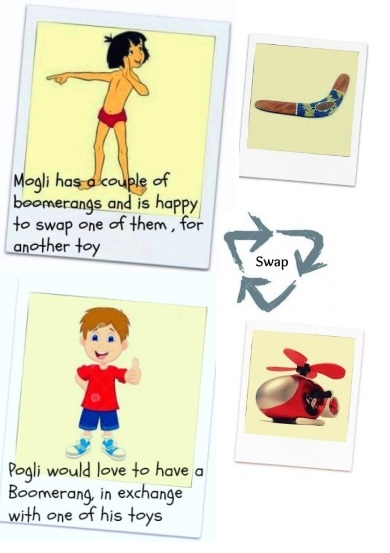 Mogli has a couple of
boomerangs and is happy
to swap one of them , for
another toy
Swap
Pogli would love to have a
Boomerang, in exchange
with one of his toys